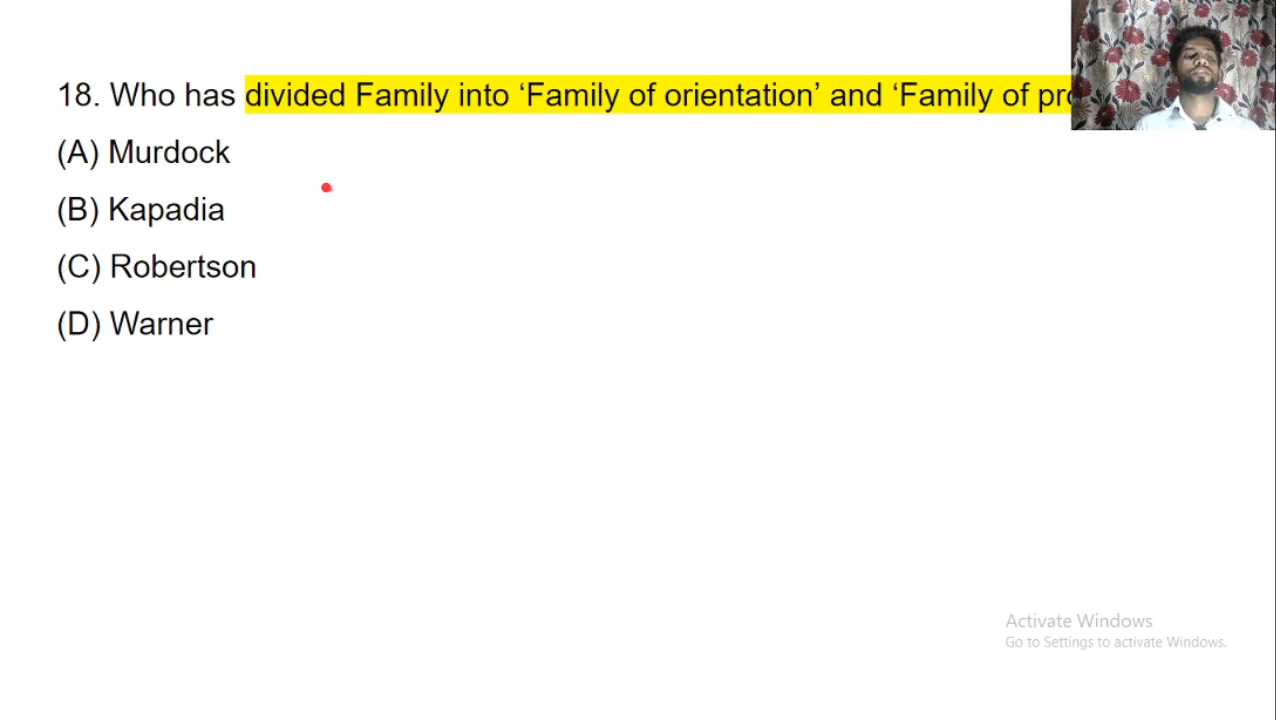 18. Who has divided Family into ‘Family of orientation’ and ‘Family of
(A) Murdock
(B) Kapadia
(C) Robertson
(D) Warner
Activate Windows
Go to Settings to activate Windows.